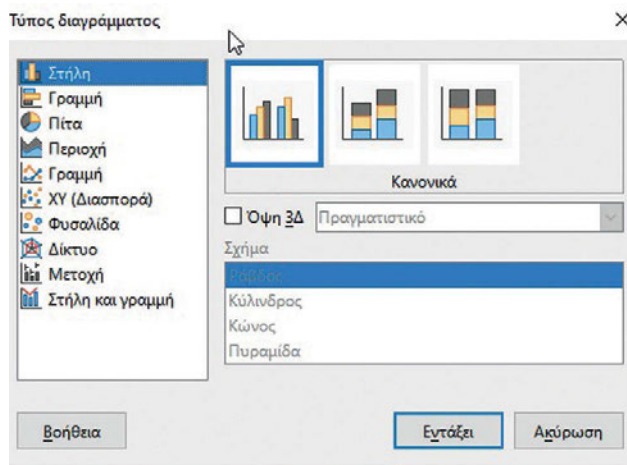 Τύπος διαγράμματος
Στήλη
Γραμμή
Πίτα
Περιοχή
Γραμμή
XY (Διασπορά)
Φυσαλίδα
Δίκτυο
Μετοχή
Στήλη και γραμμή
Κανονικά
Όψη 3Δ Πραγματιστικό
Σχήμα
Ράβδος
Κύλινδρος
Κώνος
Πυραμίδα
Βοήθεια Εντάξει Ακύρωση